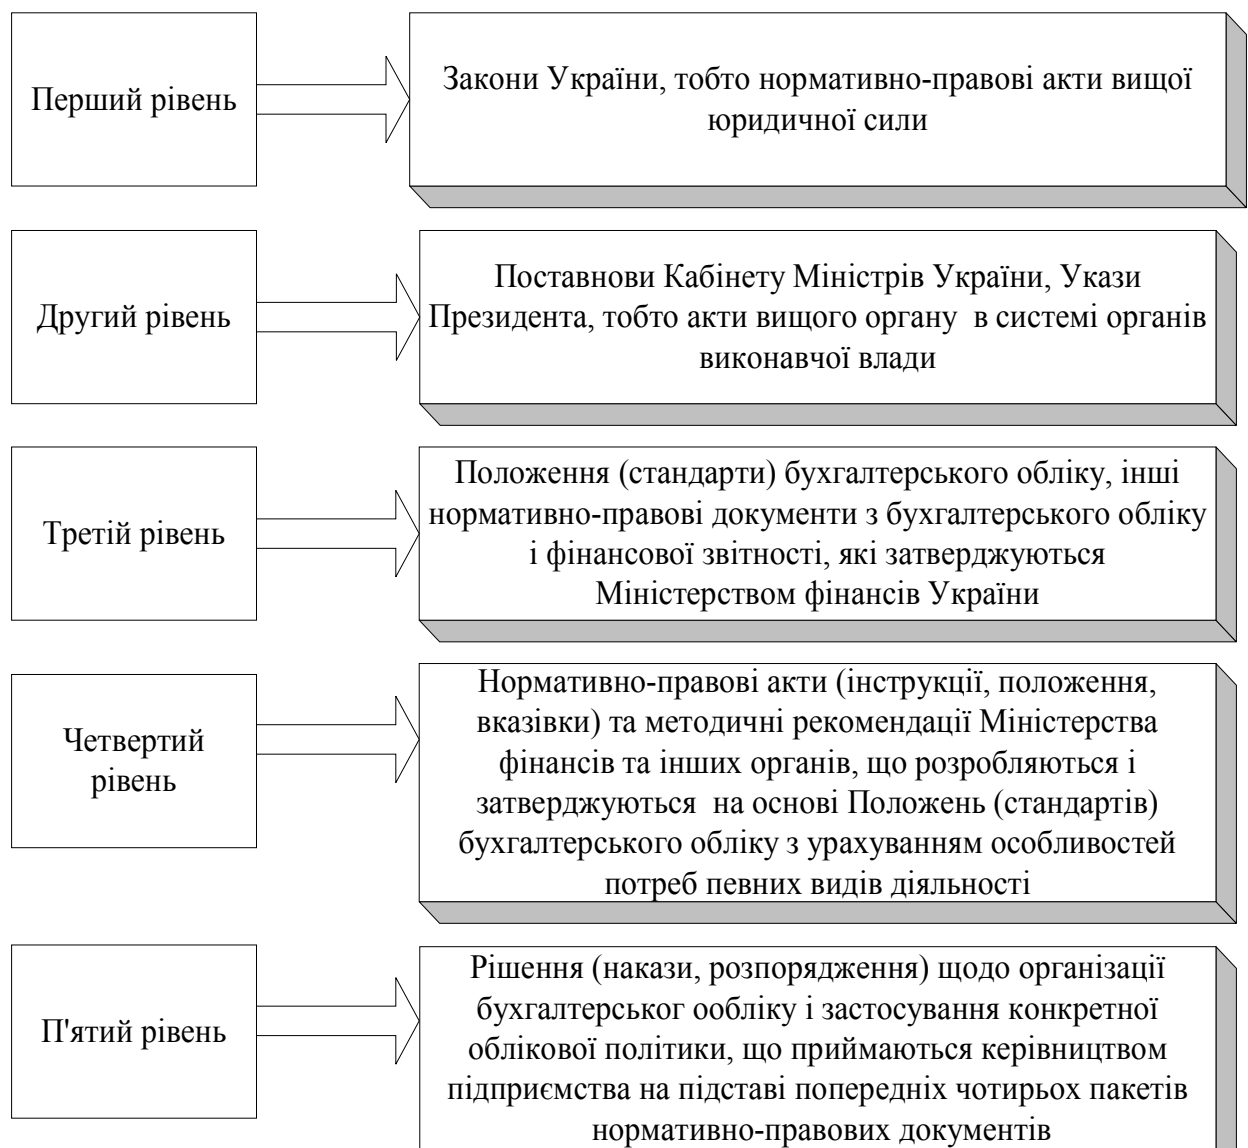 Перший рівень
Закони України, тобто нормативно-правові акти вищої
юридичної сили
Другий рівень
Поставнови Кабінету Міністрів України, Укази
Президента, тобто акти вищого органу в системі органів
виконавчої влади
Третій рівень
Положення (стандарти) бухгалтерського обліку, інші
нормативно-правові документи з бухгалтерського обліку
і фінансової звітності, які затверджуються
Міністерством фінансів України
Четвертий
рівень
Нормативно-правові акти (інструкції, положення,
вказівки) та методичні рекомендації Міністерства
фінансів та інших органів, що розробляються і
затверджуються на основі Положень (стандартів)
бухгалтерського обліку з урахуванням особливостей
потреб певних видів діяльності
П'ятий рівень
Рішення (накази, розпорядження) щодо організації
бухгалтерськог ообліку і застосування конкретної
облікової політики, що приймаються керівництвом
підприємства на підставі попередніх чотирьох пакетів
нормативно-правових документів